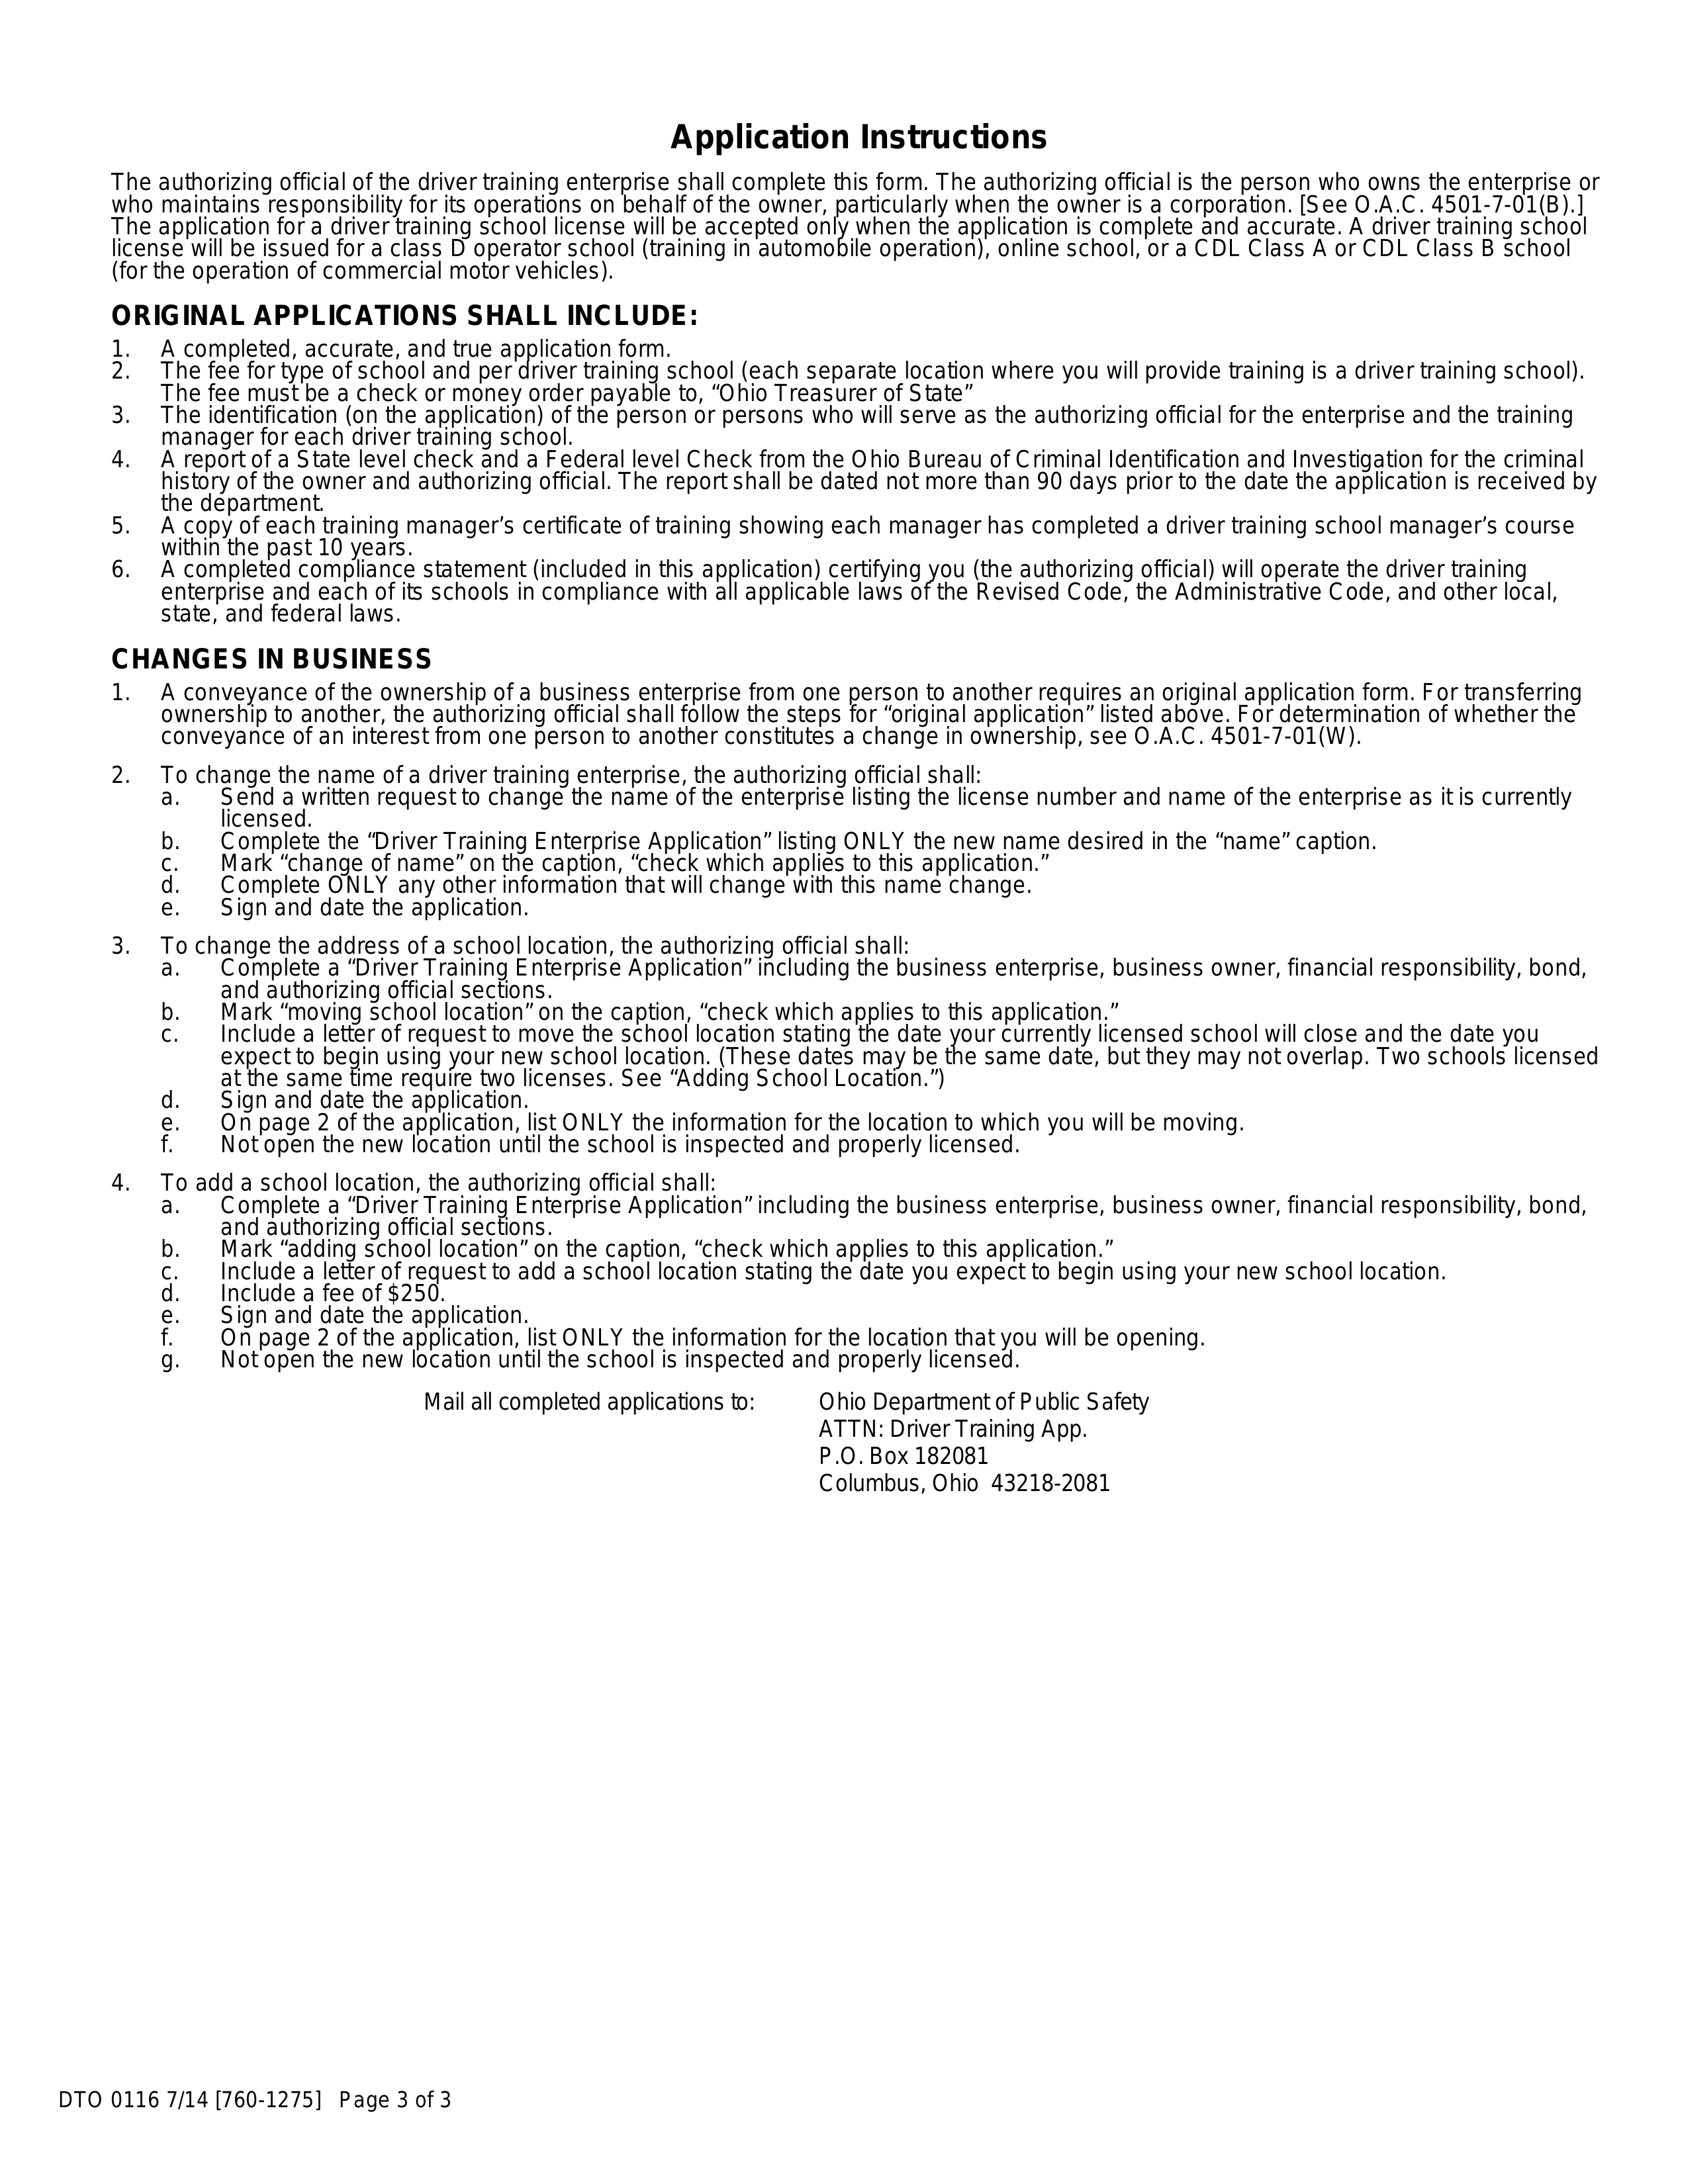 Application Instructions
The authorizing official of the driver training enterprise shall complete this form. The authorizing official is the person who owns the enterprise or
who maintains responsibility for its operations on behalf of the owner, particularly when the owner is a corporation. [See O.A.C. 4501-7-01(B).]
The application for a driver training school license will be accepted only when the application is complete and accurate. A driver training school
license will be issued for a class D operator school (training in automobile operation), online school, or a CDL Class A or CDL Class B school
(for the operation of commercial motor vehicles).
ORIGINAL APPLICATIONS SHALL INCLUDE:
1. A completed, accurate, and true application form.
2. The fee for type of school and per driver training school (each separate location where you will provide training is a driver training school).
The fee must be a check or money order payable to, “Ohio Treasurer of State”
3. The identification (on the application) of the person or persons who will serve as the authorizing official for the enterprise and the training
manager for each driver training school.
4. A report of a State level check and a Federal level Check from the Ohio Bureau of Criminal Identification and Investigation for the criminal
history of the owner and authorizing official. The report shall be dated not more than 90 days prior to the date the application is received by
the department.
5. A copy of each training manager’s certificate of training showing each manager has completed a driver training school manager’s course
within the past 10 years.
6. A completed compliance statement (included in this application) certifying you (the authorizing official) will operate the driver training
enterprise and each of its schools in compliance with all applicable laws of the Revised Code, the Administrative Code, and other local,
state, and federal laws.
CHANGES IN BUSINESS
1. A conveyance of the ownership of a business enterprise from one person to another requires an original application form. For transferring
ownership to another, the authorizing official shall follow the steps for “original application” listed above. For determination of whether the
conveyance of an interest from one person to another constitutes a change in ownership, see O.A.C. 4501-7-01(W).
2. To change the name of a driver training enterprise, the authorizing official shall:
a. Send a written request to change the name of the enterprise listing the license number and name of the enterprise as it is currently
licensed.
b. Complete the “Driver Training Enterprise Application” listing ONLY the new name desired in the “name” caption.
c. Mark “change of name” on the caption, “check which applies to this application.”
d. Complete ONLY any other information that will change with this name change.
e. Sign and date the application.
3. To change the address of a school location, the authorizing official shall:
a. Complete a “Driver Training Enterprise Application” including the business enterprise, business owner, financial responsibility, bond,
and authorizing official sections.
b. Mark “moving school location” on the caption, “check which applies to this application.”
c. Include a letter of request to move the school location stating the date your currently licensed school will close and the date you
expect to begin using your new school location. (These dates may be the same date, but they may not overlap. Two schools licensed
at the same time require two licenses. See “Adding School Location.”)
d. Sign and date the application.
e. On page 2 of the application, list ONLY the information for the location to which you will be moving.
f. Not open the new location until the school is inspected and properly licensed.
4. To add a school location, the authorizing official shall:
a. Complete a “Driver Training Enterprise Application” including the business enterprise, business owner, financial responsibility, bond,
and authorizing official sections.
b. Mark “adding school location” on the caption, “check which applies to this application.”
c. Include a letter of request to add a school location stating the date you expect to begin using your new school location.
d. Include a fee of $250.
e. Sign and date the application.
f. On page 2 of the application, list ONLY the information for the location that you will be opening.
g. Not open the new location until the school is inspected and properly licensed.
Mail all completed applications to: Ohio Department of Public Safety
ATTN: Driver Training App.
P.O. Box 182081
Columbus, Ohio 43218-2081
DTO 0116 7/14 [760-1275] Page 3 of 3